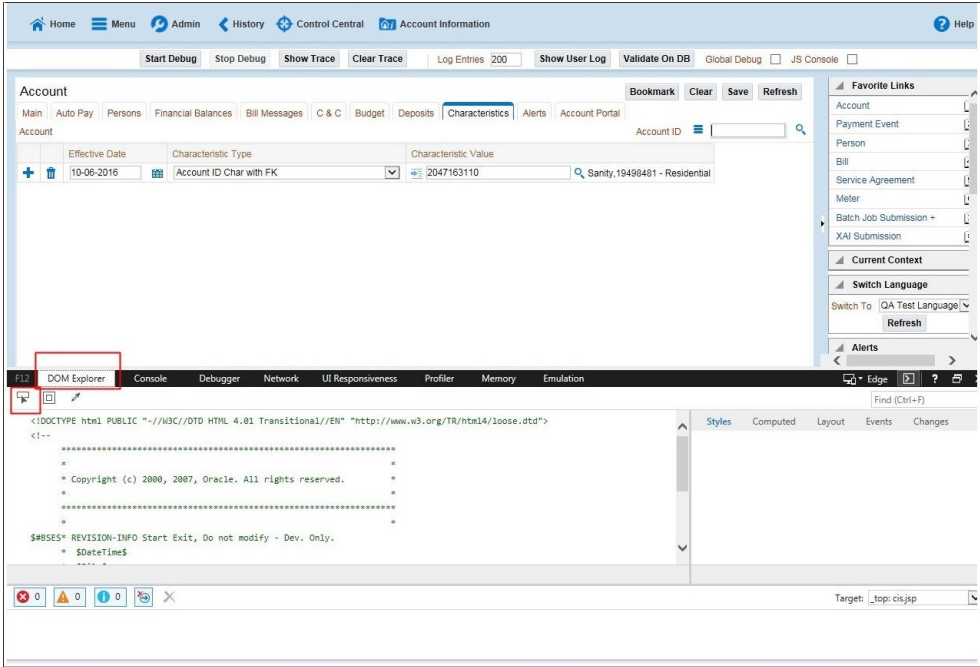 Home Menu Admin History Control Central Account Information Help
Start Debug Stop Debug Show Trace Clear Trace Log Entries 200 Show User Log Validate On DB Global Debug JS Console
Account Bookmark Clear Save Refresh
Main Auto Pay Persons Financial Balances Bill Messages C & C Budget Deposits Characteristics Alerts Account Portal
Account Account ID
Effective Date Characteristic Type Characteristic Value
10-06-2016 Account ID Char with FK 2047163110 Sanity,19498481 - Residential
Favorite Links
Account
Payment Event
Person
Bill
Service Agreement
Meter
Batch Job Submission +
XAI Submission
Current Context
Switch Language
Switch To QA Test Language
Refresh
Alerts
F12 DOM Explorer Console Debugger Network UI Responsiveness Profiler Memory Emulation Edge ?
Find (Ctrl+F)
Styles Computed Layout Events Changes
<!DOCTYPE html PUBLIC "-//W3C//DTD HTML 4.01 Transitional//EN" "http://www.w3.org/TR/html4/loose.dtd">
<!--
******************************************************************
* *
* Copyright (c) 2000, 2007, Oracle. All rights reserved. *
* *
******************************************************************
* *
$#BSES* REVISION-INFO Start Exit, Do not modify - Dev. Only.
* $DateTime$
0 0 0
Target: _top: cis.jsp